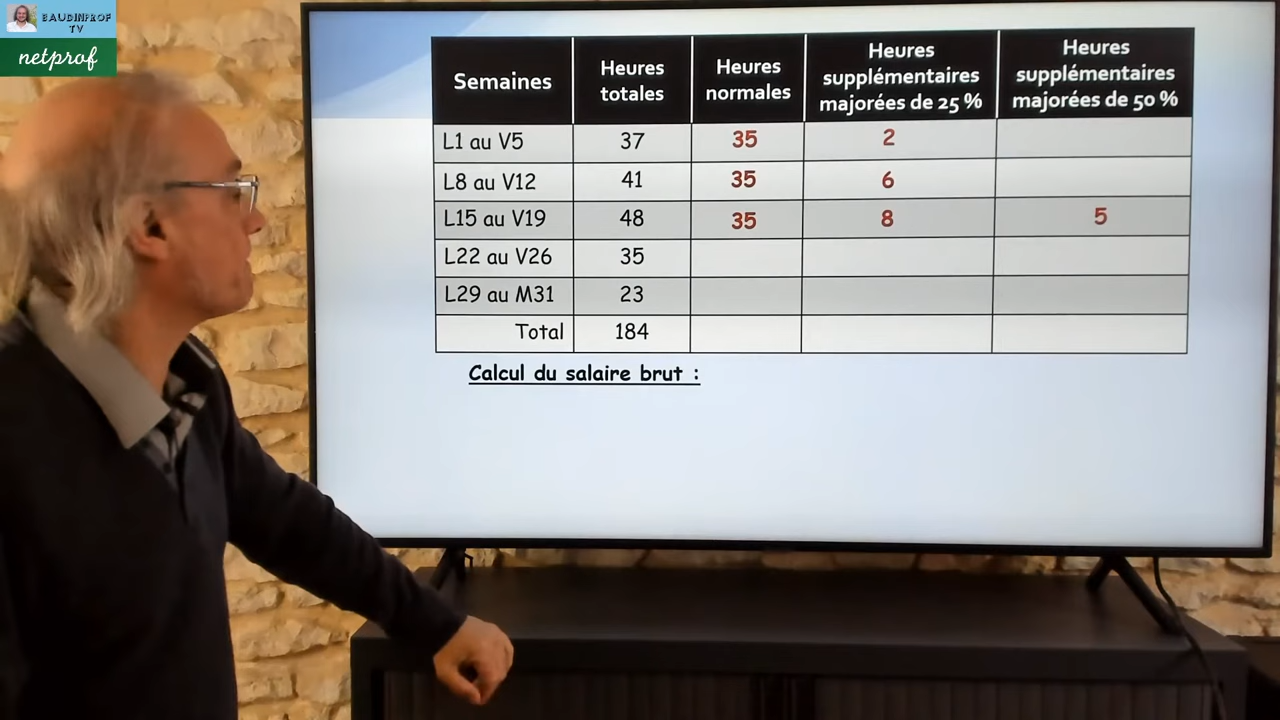 BAUDINPROF
TV
netprof
Semaines
Heures
totales
Heures
normales
Heures
supplémentaires
majorées de 25 %
Heures
supplémentaires
majorées de 50 %
L1 au V5 37 35 2
L8 au V12 41 35 6
L15 au V19 48 35 8 5
L22 au V26 35
L29 au M31 23
Total 184
Calcul du salaire brut :